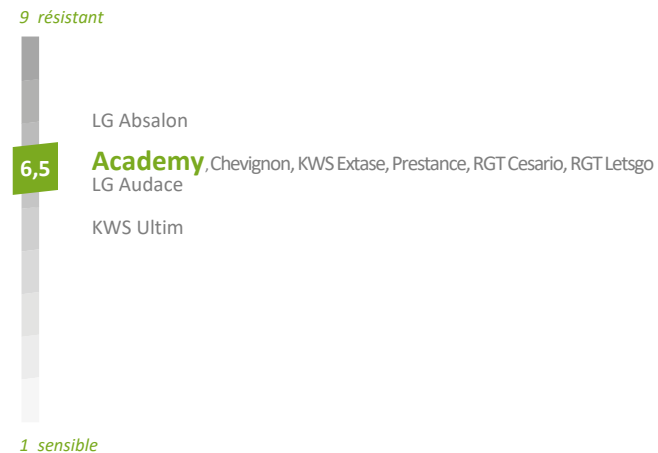 9 résistant
LG Absalon
6,5
Academy, Chevignon, KWS Extase, Prestance, RGT Cesario, RGT Letsgo
LG Audace
KWS Ultim
1 sensible